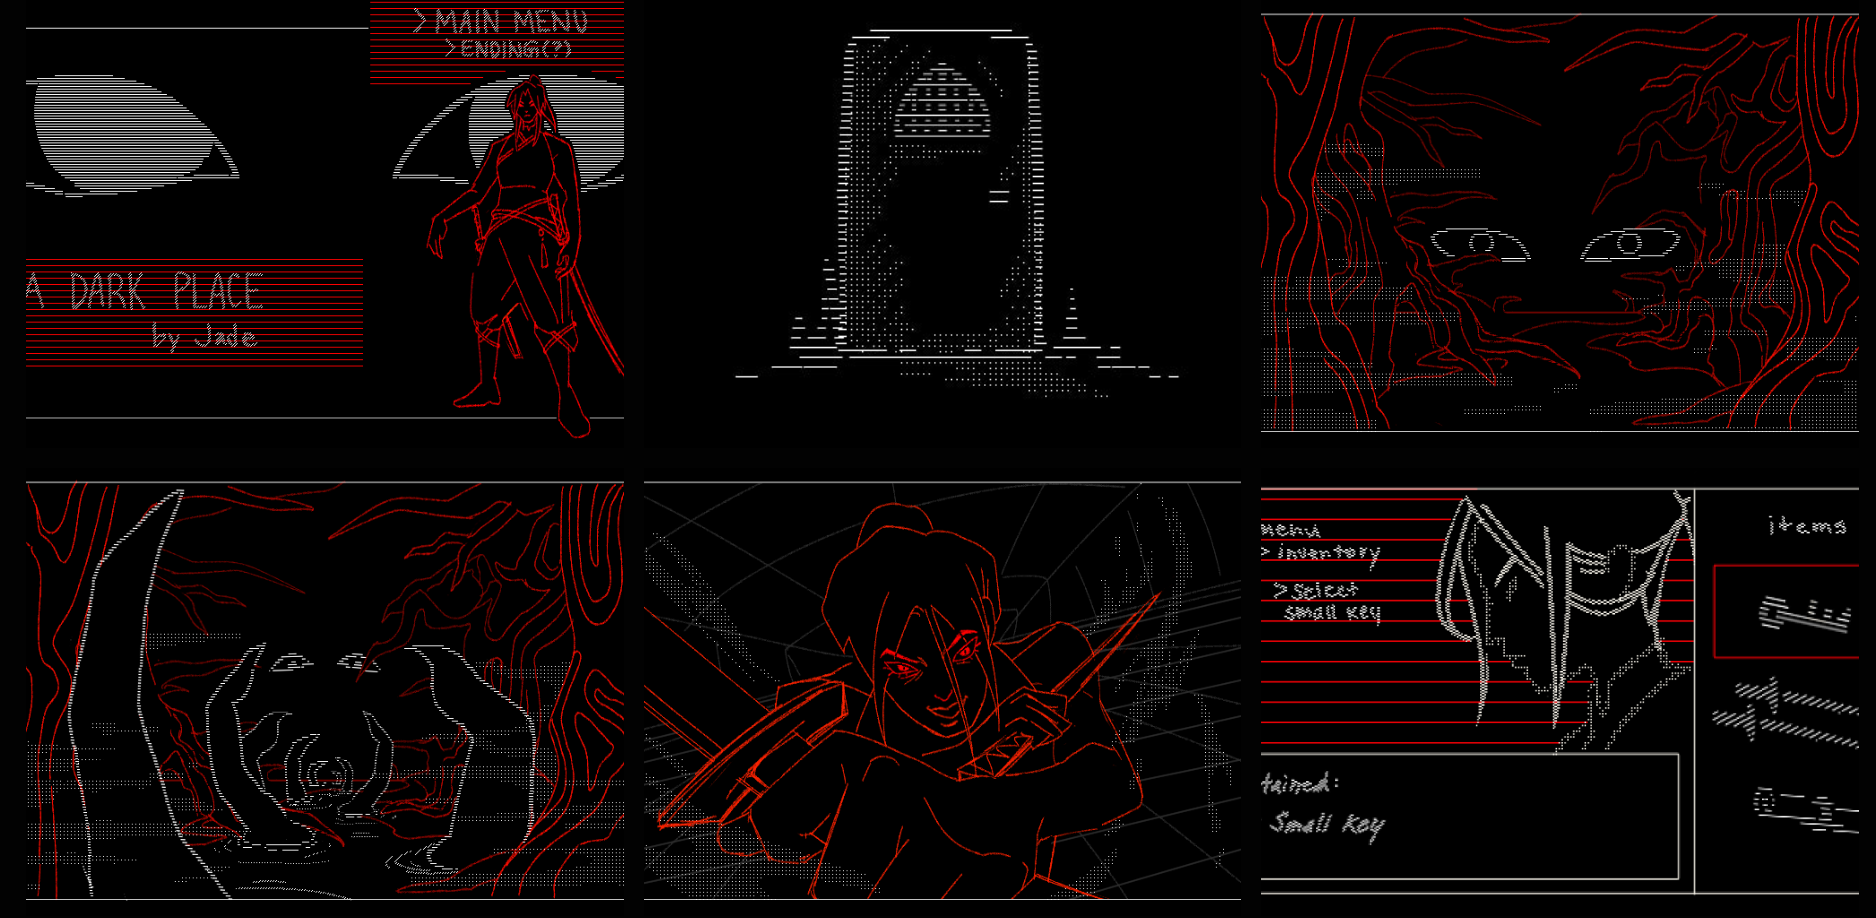 >MAIN MENU
>ENDING(?)
A DARK PLACE
by Jade
menu
>inventory
>Select
small key
items
tained:
Small Key